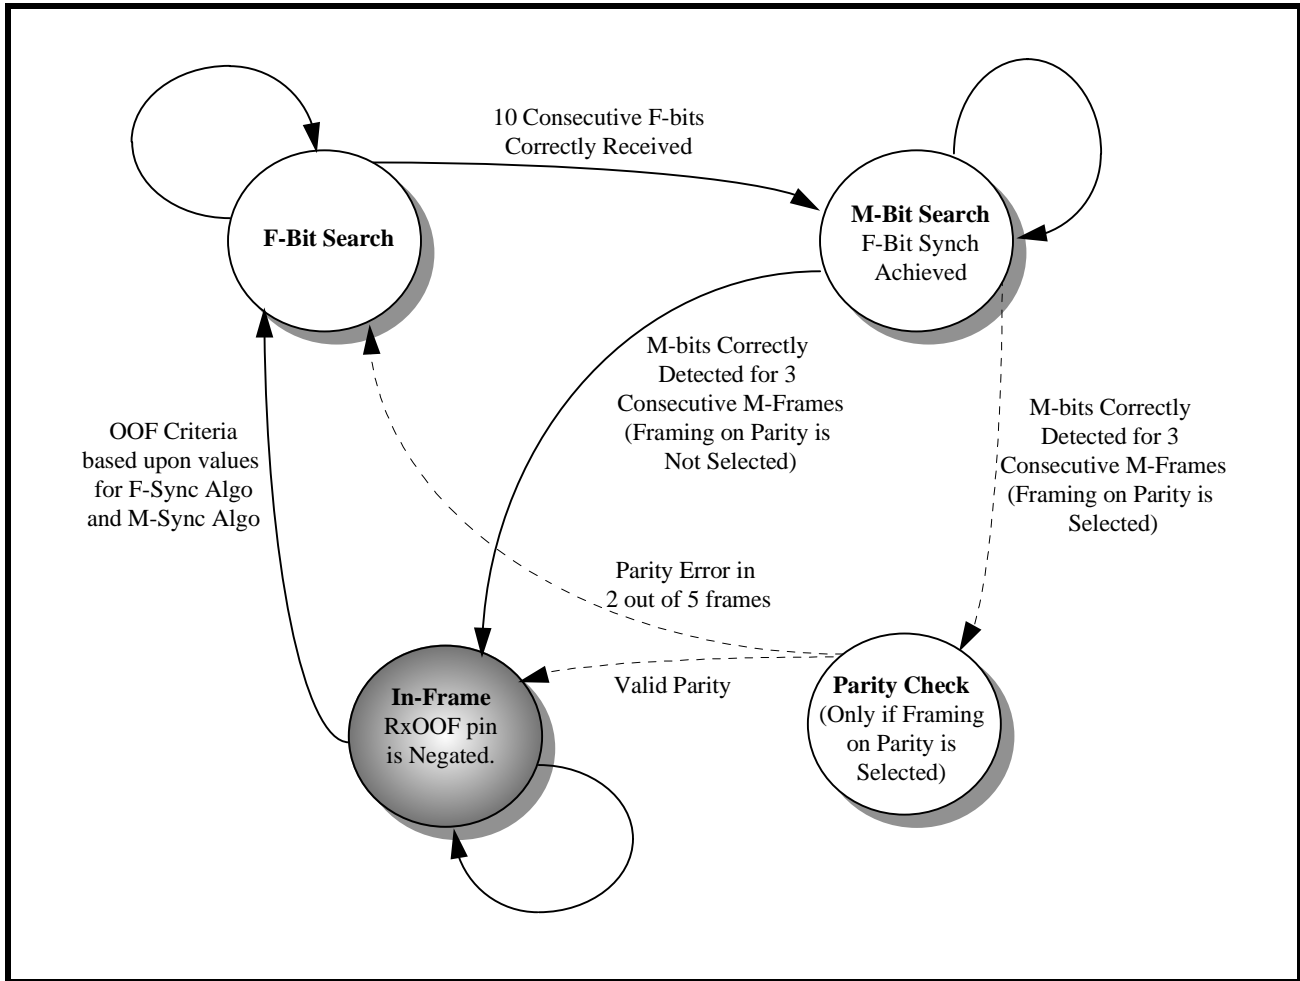 10 Consecutive F-bits
Correctly Received
F-Bit Search
M-Bit Search
F-Bit Synch
Achieved
M-bits Correctly
Detected for 3
Consecutive M-Frames
(Framing on Parity is
Not Selected)
M-bits Correctly
Detected for 3
Consecutive M-Frames
(Framing on Parity is
Selected)
OOF Criteria
based upon values
for F-Sync Algo
and M-Sync Algo
Parity Error in
2 out of 5 frames
Valid Parity
In-Frame
RxOOF pin
is Negated.
Parity Check
(Only if Framing
on Parity is
Selected)